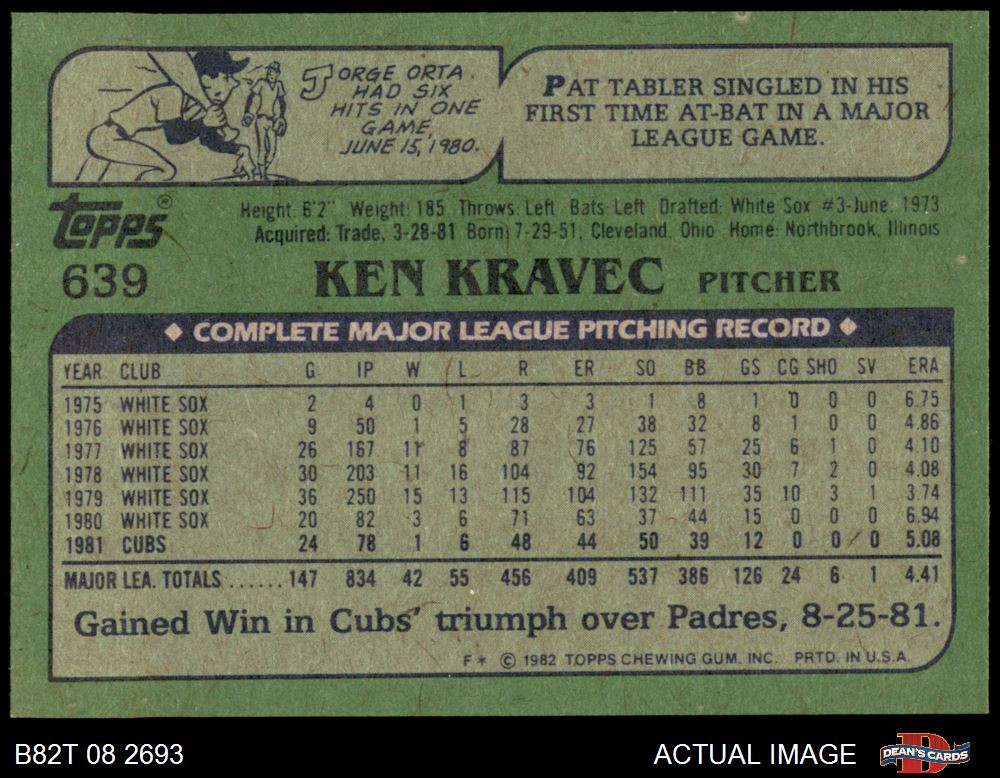 JORGE ORTA
HAD SIX
HITS IN ONE
GAME,
JUNE 15, 1980.
PAT TABLER SINGLED IN HIS
FIRST TIME AT-BAT IN A MAJOR
LEAGUE GAME.
Topps®
639
Height: 6'2" Weight: 185 Throws: Left Bats: Left Drafted: White Sox #3-June, 1973
Acquired: Trade, 3-28-81 Born: 7-29-51, Cleveland, Ohio Home: Northbrook, Illinois
KEN KRAVEC PITCHER
◆ COMPLETE MAJOR LEAGUE PITCHING RECORD ◆
YEAR CLUB G IP W L R ER SO BB GS CG SHO SV ERA
1975 WHITE SOX 2 4 0 1 3 3 1 8 1 0 0 0 6.75
1976 WHITE SOX 9 50 1 5 28 27 38 32 8 1 0 0 4.86
1977 WHITE SOX 26 167 11 8 87 76 125 57 25 6 1 0 4.10
1978 WHITE SOX 30 203 11 16 104 92 154 95 30 7 2 0 4.08
1979 WHITE SOX 36 250 15 13 115 104 132 111 35 10 3 1 3.74
1980 WHITE SOX 20 82 3 6 71 63 37 44 15 0 0 0 6.94
1981 CUBS 24 78 1 6 48 44 50 39 12 0 0 0 5.08
MAJOR LEA. TOTALS ...... 147 834 42 55 456 409 537 386 126 24 6 1 4.41
Gained Win in Cubs' triumph over Padres, 8-25-81.
F* © 1982 TOPPS CHEWING GUM, INC. PRTD. IN U.S.A.
B82T 08 2693
ACTUAL IMAGE
DEAN'S CARDS